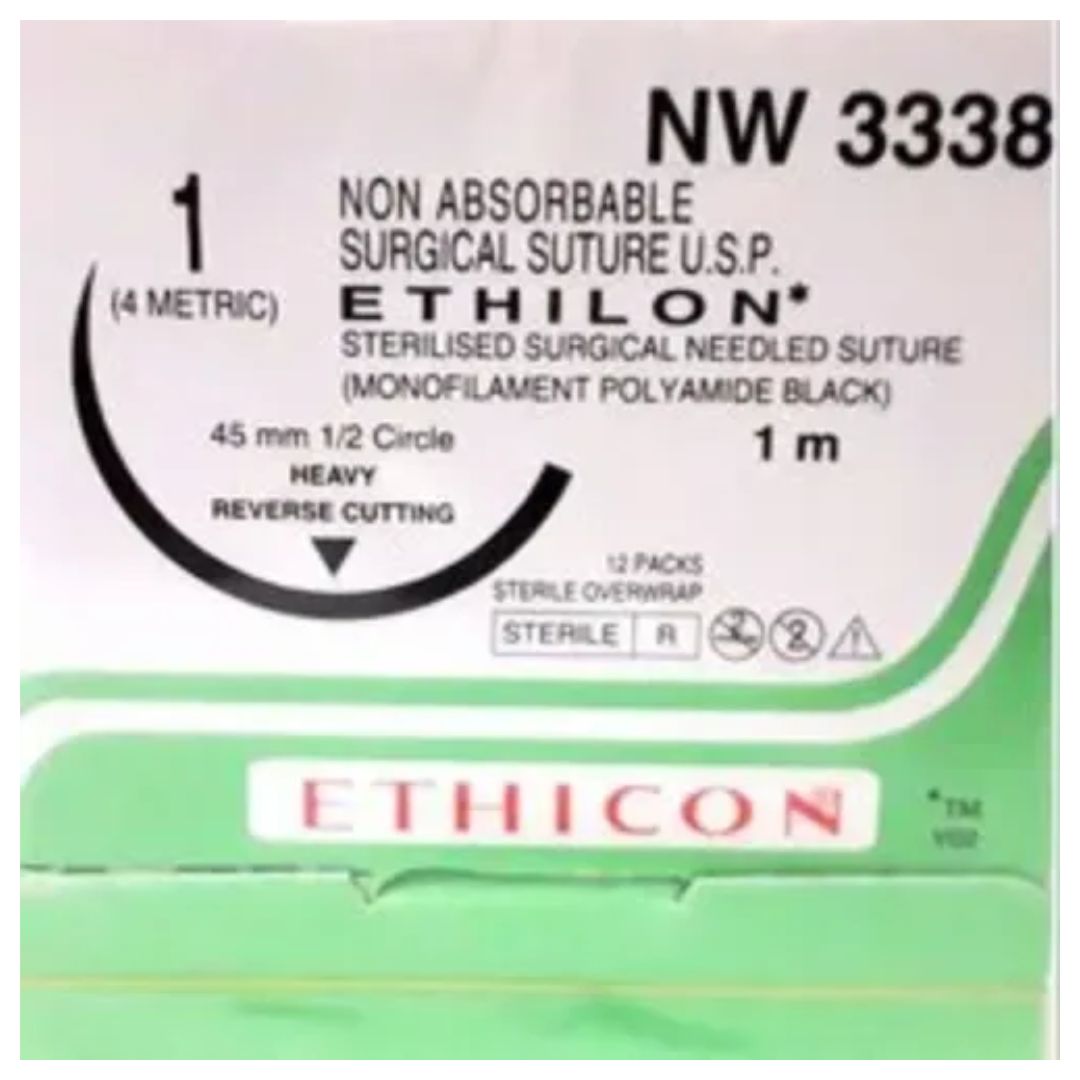 NW 3338
1
(4 METRIC)
NON ABSORBABLE
SURGICAL SUTURE U.S.P.
ETHILON*
STERILISED SURGICAL NEEDLED SUTURE
(MONOFILAMENT POLYAMIDE BLACK)
1 m
45 mm 1/2 Circle
HEAVY
REVERSE CUTTING
12 PACKS
STERILE OVERWRAP
STERILE R
2
ETHICON
*TM